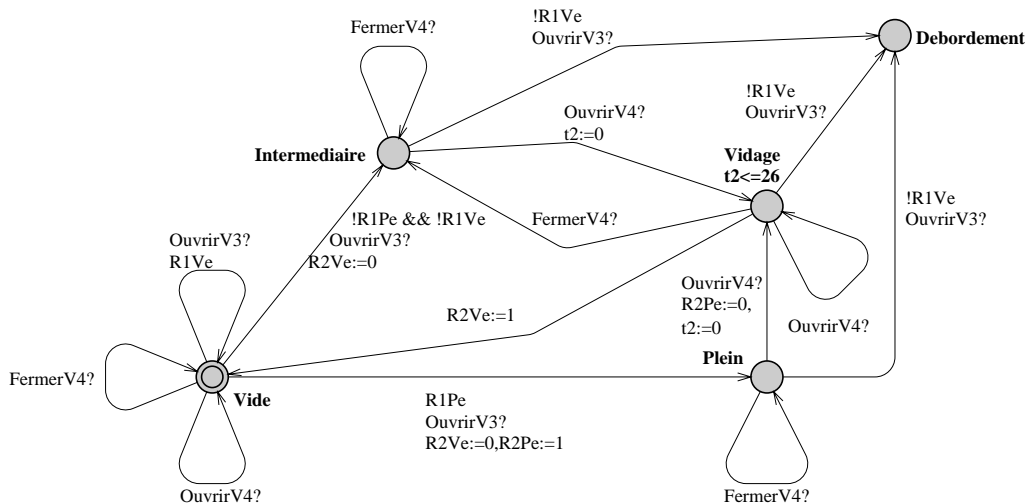 FermerV4?
!R1Ve
OuvrirV3?
Debordement
!R1Ve
OuvrirV3?
OuvrirV4?
t2:=0
Intermediaire
Vidage
t2<=26
!R1Ve
OuvrirV3?
!R1Pe && !R1Ve
OuvrirV3?
R2Ve:=0
FermerV4?
OuvrirV3?
R1Ve
OuvrirV4?
R2Pe:=0,
t2:=0
R2Ve:=1
OuvrirV4?
Plein
FermerV4?
Vide
R1Pe
OuvrirV3?
R2Ve:=0,R2Pe:=1
OuvrirV4?
FermerV4?